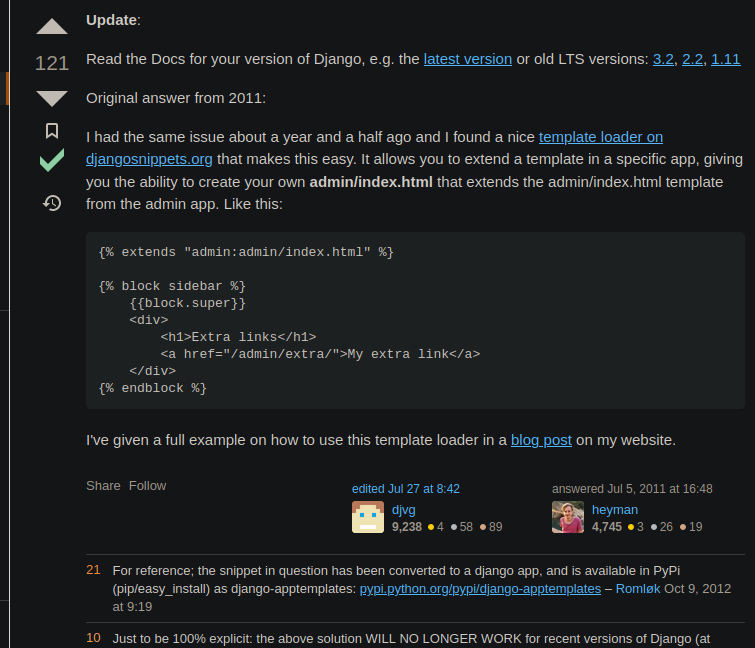 Update:
121
Read the Docs for your version of Django, e.g. the latest version or old LTS versions: 3.2, 2.2, 1.11
Original answer from 2011:
I had the same issue about a year and a half ago and I found a nice template loader on
djangosnippets.org that makes this easy. It allows you to extend a template in a specific app, giving
you the ability to create your own admin/index.html that extends the admin/index.html template
from the admin app. Like this:
{% extends "admin:admin/index.html" %}
{% block sidebar %}
    {{block.super}}
    <div>
        <h1>Extra links</h1>
        <a href="/admin/extra/">My extra link</a>
    </div>
{% endblock %}
I've given a full example on how to use this template loader in a blog post on my website.
Share Follow
edited Jul 27 at 8:42
djvg
9,238 4 58 89
answered Jul 5, 2011 at 16:48
heyman
4,745 3 26 19
21 For reference; the snippet in question has been converted to a django app, and is available in PyPi
(pip/easy_install) as django-apptemplates: pypi.python.org/pypi/django-apptemplates – Romløk Oct 9, 2012
at 9:19
10 Just to be 100% explicit: the above solution WILL NO LONGER WORK for recent versions of Django (at